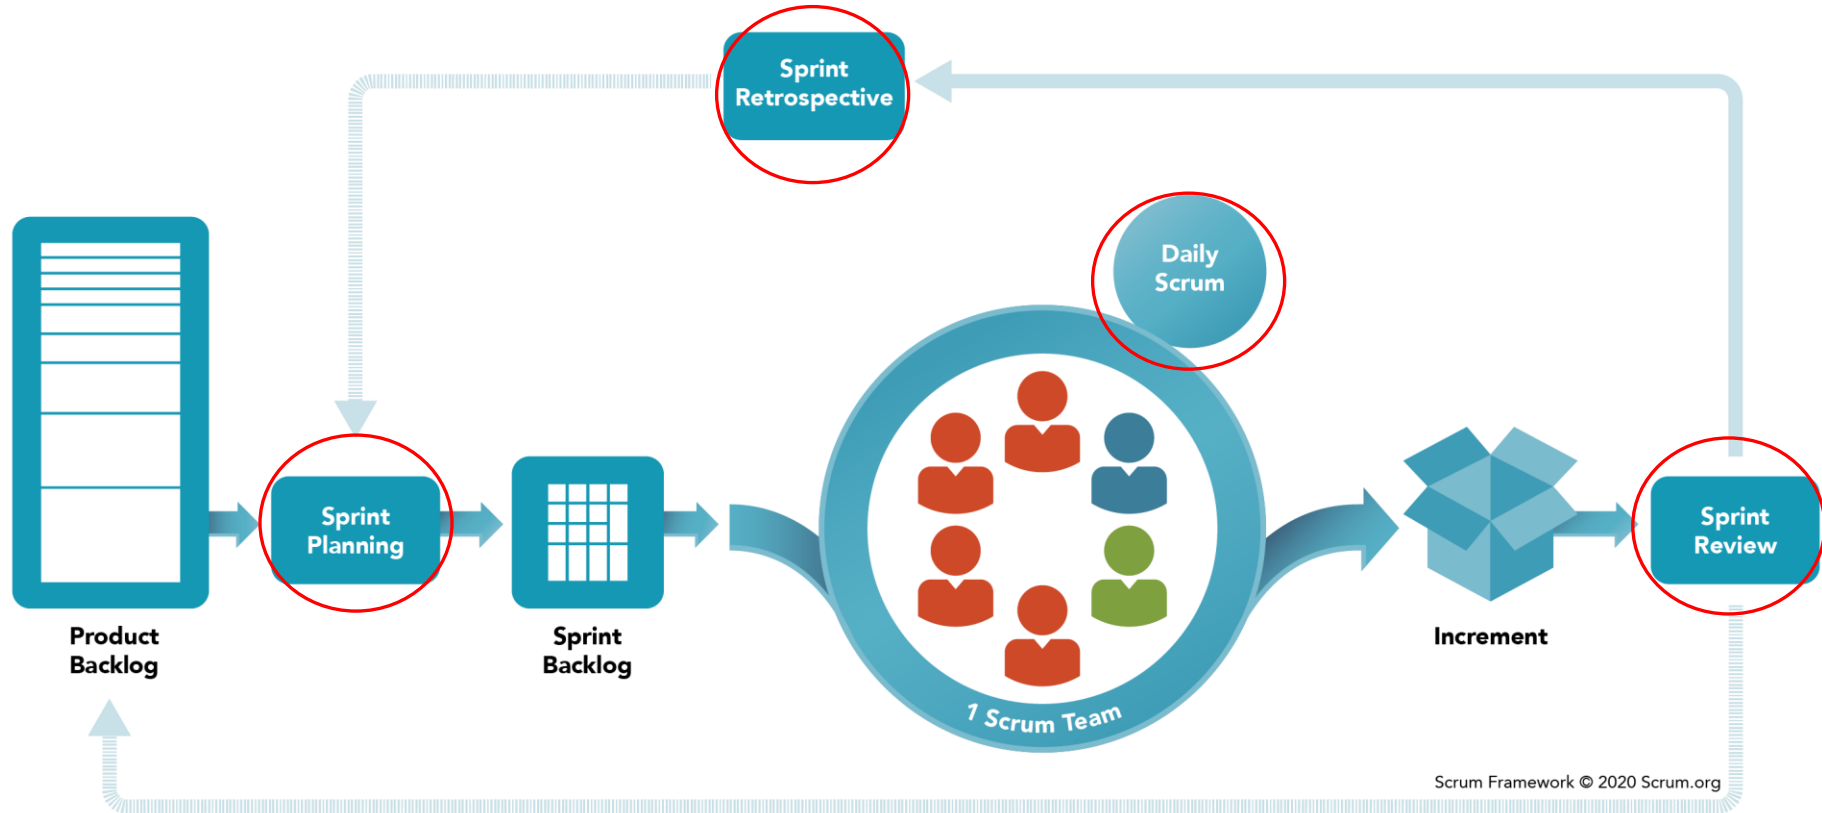 Sprint
Retrospective
Daily
Scrum
Sprint
Planning
Sprint
Review
Product
Backlog
Sprint
Backlog
1 Scrum Team
Increment
Scrum Framework © 2020 Scrum.org